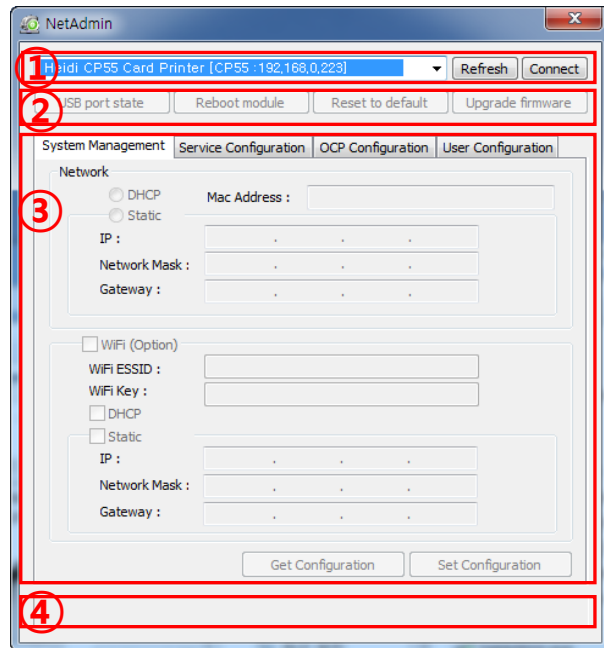 NetAdmin
① Heidi CP55 Card Printer [CP55 :192,168,0,223] Refresh Connect
② USB port state Reboot module Reset to default Upgrade firmware
System Management Service Configuration OCP Configuration User Configuration
Network
DHCP Mac Address :
③ Static
IP : . . .
Network Mask : . . .
Gateway : . . .
WiFi (Option)
WiFi ESSID :
WiFi Key :
DHCP
Static
IP : . . .
Network Mask : . . .
Gateway : . . .
Get Configuration Set Configuration
④